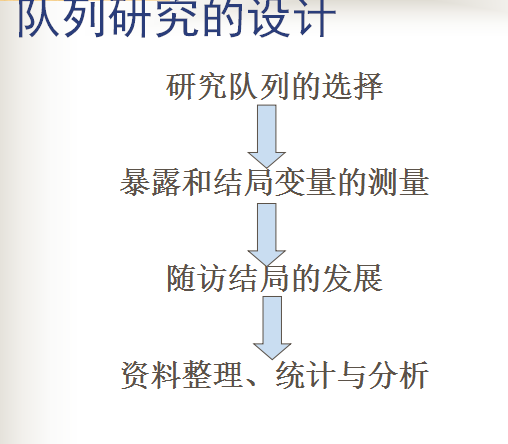 队列研究的设计
研究队列的选择
暴露和结局变量的测量
随访结局的发展
资料整理、统计与分析